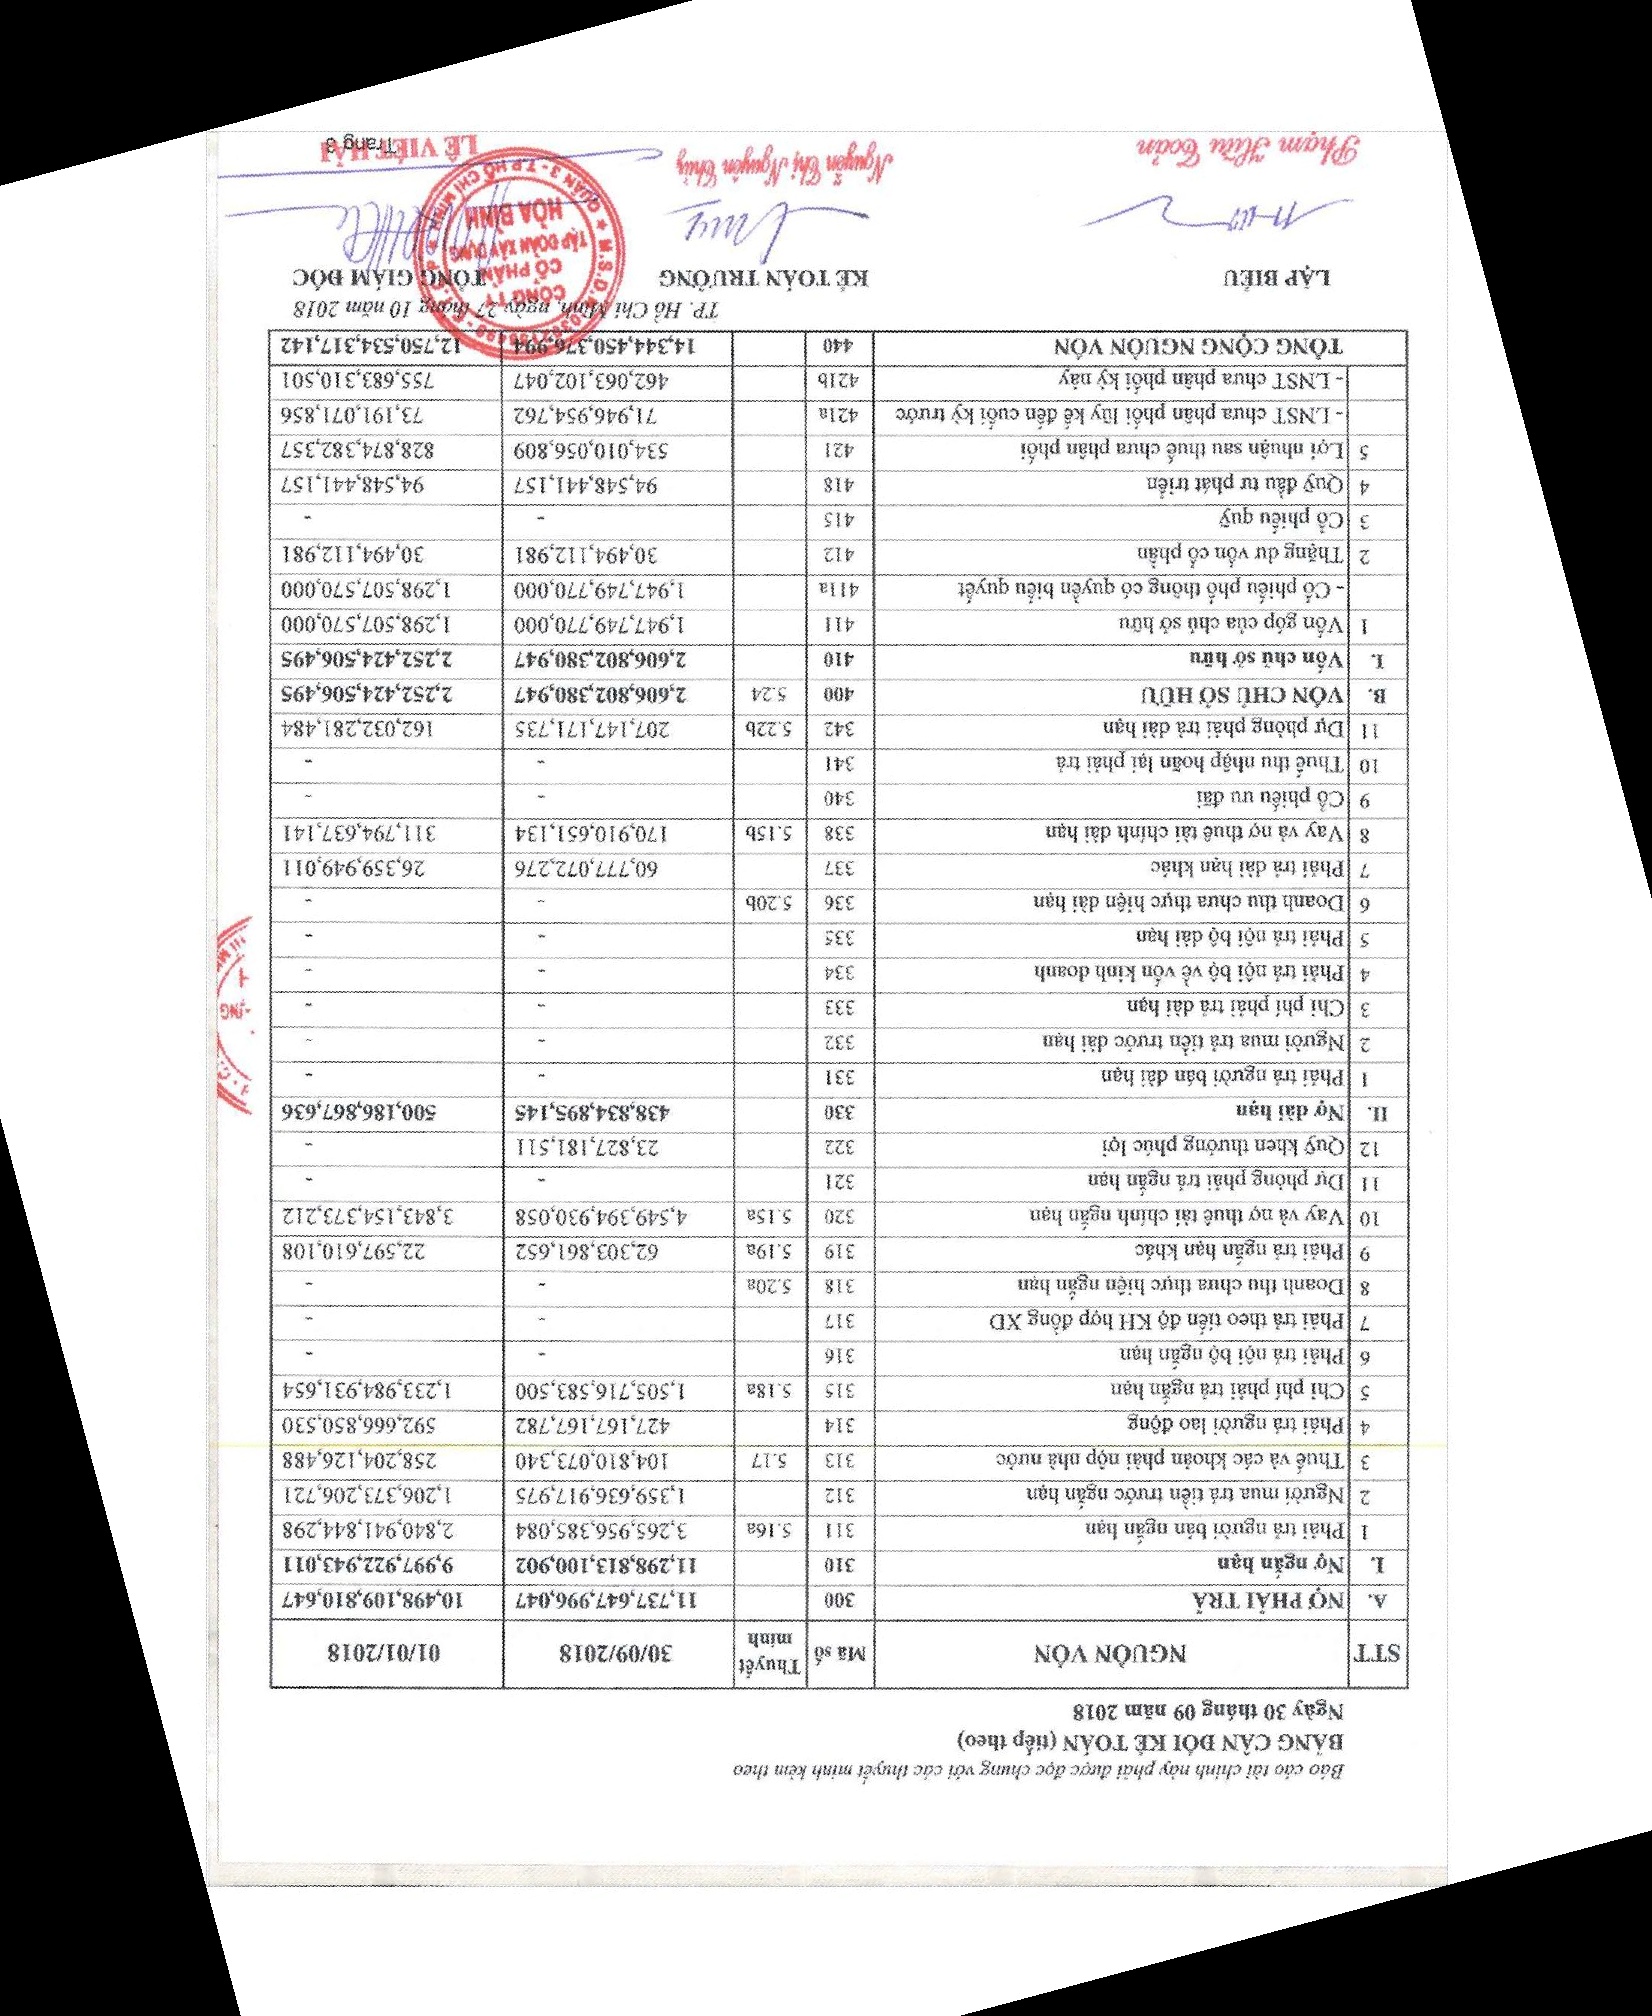 Báo cáo tài chính này phải được đọc chung với các thuyết minh kèm theo
BẢNG CÂN ĐỐI KẾ TOÁN (tiếp theo)
Ngày 30 tháng 09 năm 2018
STT NGUỒN VỐN Mã số Thuyết minh 30/09/2018 01/01/2018
A. NỢ PHẢI TRẢ 300 11,737,647,996,047 10,498,109,810,647
I. Nợ ngắn hạn 310 11,298,813,100,902 9,997,922,943,011
1 Phải trả người bán ngắn hạn 311 5.16a 3,265,956,385,084 2,840,941,844,298
2 Người mua trả tiền trước ngắn hạn 312 1,359,636,917,975 1,206,373,206,721
3 Thuế và các khoản phải nộp nhà nước 313 5.17 104,810,073,340 258,204,126,488
4 Phải trả người lao động 314 427,167,167,782 592,666,850,530
5 Chi phí phải trả ngắn hạn 315 5.18a 1,505,716,583,500 1,233,984,931,654
6 Phải trả nội bộ ngắn hạn 316 - -
7 Phải trả theo tiến độ KH hợp đồng XD 317 - -
8 Doanh thu chưa thực hiện ngắn hạn 318 5.20a - -
9 Phải trả ngắn hạn khác 319 5.19a 62,303,861,652 22,597,610,108
10 Vay và nợ thuê tài chính ngắn hạn 320 5.15a 4,549,394,930,058 3,843,154,373,212
11 Dự phòng phải trả ngắn hạn 321 - -
12 Quỹ khen thưởng phúc lợi 322 23,827,181,511 -
II. Nợ dài hạn 330 438,834,895,145 500,186,867,636
1 Phải trả người bán dài hạn 331 - -
2 Người mua trả tiền trước dài hạn 332 - -
3 Chi phí phải trả dài hạn 333 - -
4 Phải trả nội bộ về vốn kinh doanh 334 - -
5 Phải trả nội bộ dài hạn 335 - -
6 Doanh thu chưa thực hiện dài hạn 336 5.20b - -
7 Phải trả dài hạn khác 337 60,777,072,276 26,359,949,011
8 Vay và nợ thuê tài chính dài hạn 338 5.15b 170,910,651,134 311,794,637,141
9 Cổ phiếu ưu đãi 340 - -
10 Thuế thu nhập hoãn lại phải trả 341 - -
11 Dự phòng phải trả dài hạn 342 5.22b 207,147,171,735 162,032,281,484
B. VỐN CHỦ SỞ HỮU 400 5.24 2,606,802,380,947 2,252,424,506,495
I. Vốn chủ sở hữu 410 2,606,802,380,947 2,252,424,506,495
1 Vốn góp của chủ sở hữu 411 1,947,749,770,000 1,298,507,570,000
- Cổ phiếu phổ thông có quyền biểu quyết 411a 1,947,749,770,000 1,298,507,570,000
2 Thặng dư vốn cổ phần 412 30,494,112,981 30,494,112,981
3 Cổ phiếu quỹ 415 - -
4 Quỹ đầu tư phát triển 418 94,548,441,157 94,548,441,157
5 Lợi nhuận sau thuế chưa phân phối 421 534,010,056,809 828,874,382,357
- LNST chưa phân phối lũy kế đến cuối kỳ trước 421a 71,946,954,762 73,191,071,856
- LNST chưa phân phối kỳ này 421b 462,063,102,047 755,683,310,501
TỔNG CỘNG NGUỒN VỐN 440 14,344,450,376,994 12,750,534,317,142
TP. Hồ Chí Minh, ngày 27 tháng 10 năm 2018
LẬP BIỂU KẾ TOÁN TRƯỞNG TỔNG GIÁM ĐỐC
CÔNG TY
CỔ PHẦN
TẬP ĐOÀN XÂY DỰNG
HÒA BÌNH
QUẬN 3 - T.P HỒ CHÍ MINH
Phạm Hữu Toản Nguyễn Thị Nguyên Thủy LÊ VIẾT HẢI
Trang 6